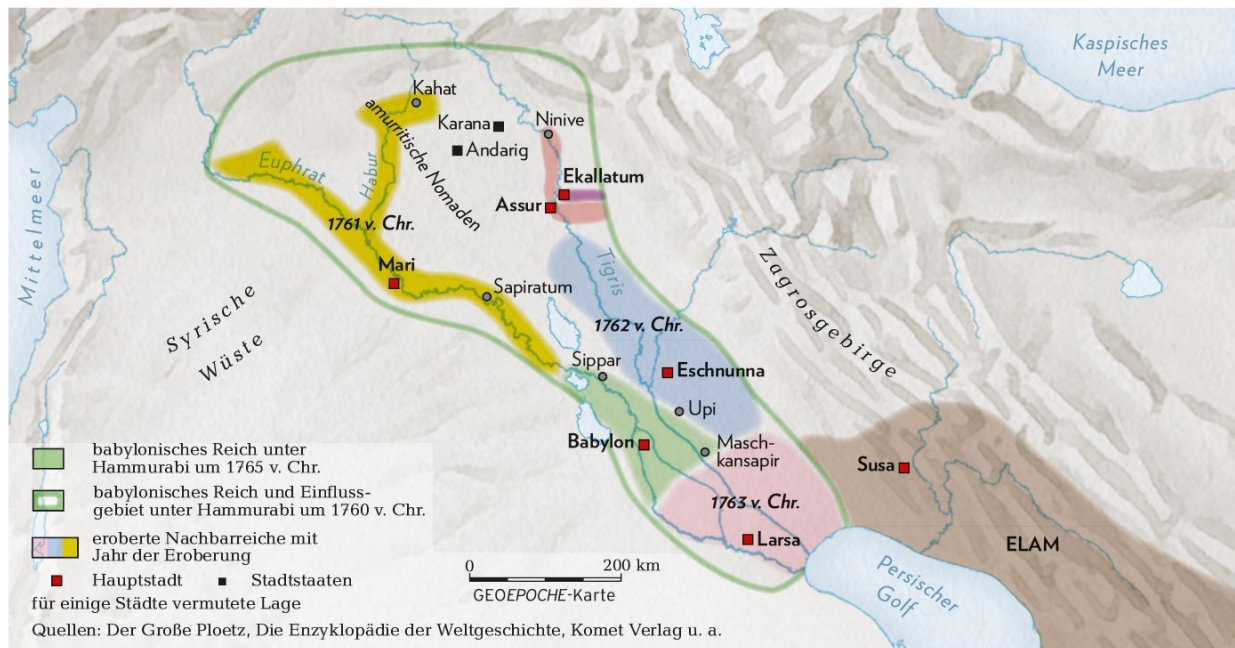 Kaspisches
Meer
Mittelmeer
Kahat
Karana
Andarig
amurritische Nomaden
Ninive
Euphrat
Habur
Ekallatum
Assur
1761 v. Chr.
Mari
Sapiratum
Tigris
Zagrosgebirge
Syrische
Wüste
1762 v. Chr.
Sippar
Eschnunna
Upi
Babylon
Masch-
kansapir
Susa
1763 v. Chr.
Larsa
ELAM
Persischer
Golf
babylonisches Reich unter
Hammurabi um 1765 v. Chr.
babylonisches Reich und Einfluss-
gebiet unter Hammurabi um 1760 v. Chr.
eroberte Nachbarreiche mit
Jahr der Eroberung
Hauptstadt
Stadtstaaten
für einige Städte vermutete Lage
0 200 km
GEOEPOCHE-Karte
Quellen: Der Große Ploetz, Die Enzyklopädie der Weltgeschichte, Komet Verlag u. a.